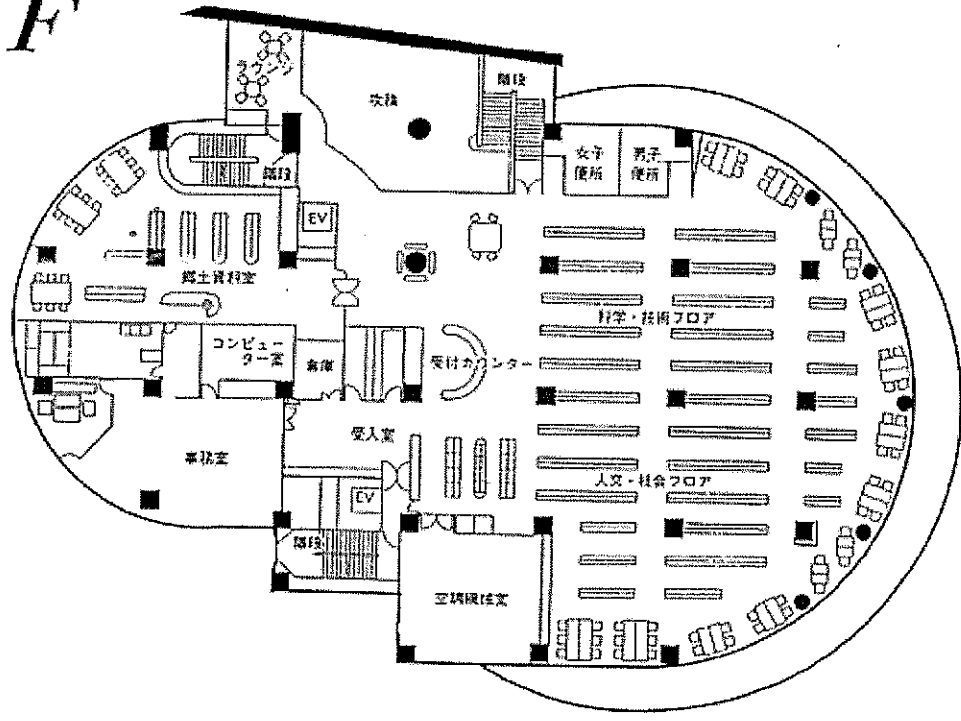 F
ラウンジ
吹抜
階段
女子
便所
男子
便所
階段
EV
郷土資料室
科学・技術フロア
コンピュー
ター室
倉庫
受付カウンター
受入室
事務室
人文・社会フロア
EV
階段
空調機械室